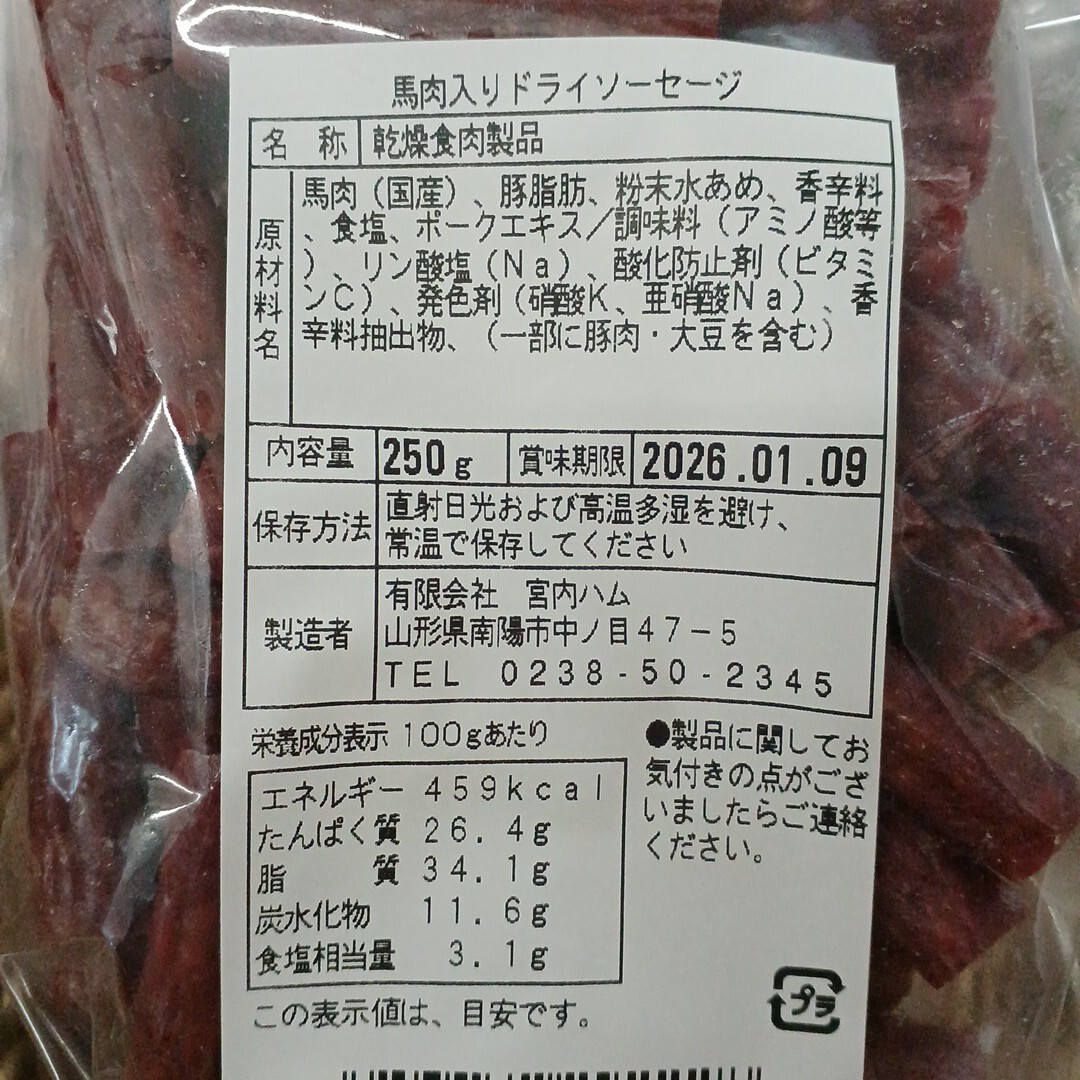 馬肉入りドライソーセージ
名 称 乾燥食肉製品
原材料名
馬肉（国産）、豚脂肪、粉末水あめ、香辛料
、食塩、ポークエキス／調味料（アミノ酸等
）、リン酸塩（Ｎａ）、酸化防止剤（ビタミ
ンＣ）、発色剤（硝酸Ｋ、亜硝酸Ｎａ）、香
辛料抽出物、（一部に豚肉・大豆を含む）
内容量 250g 賞味期限 2026.01.09
保存方法
直射日光および高温多湿を避け、
常温で保存してください
製造者
有限会社 宮内ハム
山形県南陽市中ノ目４７－５
ＴＥＬ ０２３８-５０-２３４５
栄養成分表示 １００ｇあたり
エネルギー ４５９ｋｃａｌ
たんぱく質 ２６．４ｇ
脂 質 ３４．１ｇ
炭水化物 １１．６ｇ
食塩相当量 ３．１ｇ
この表示値は、目安です。
●製品に関してお
気付きの点がござ
いましたらご連絡
ください。
プラ